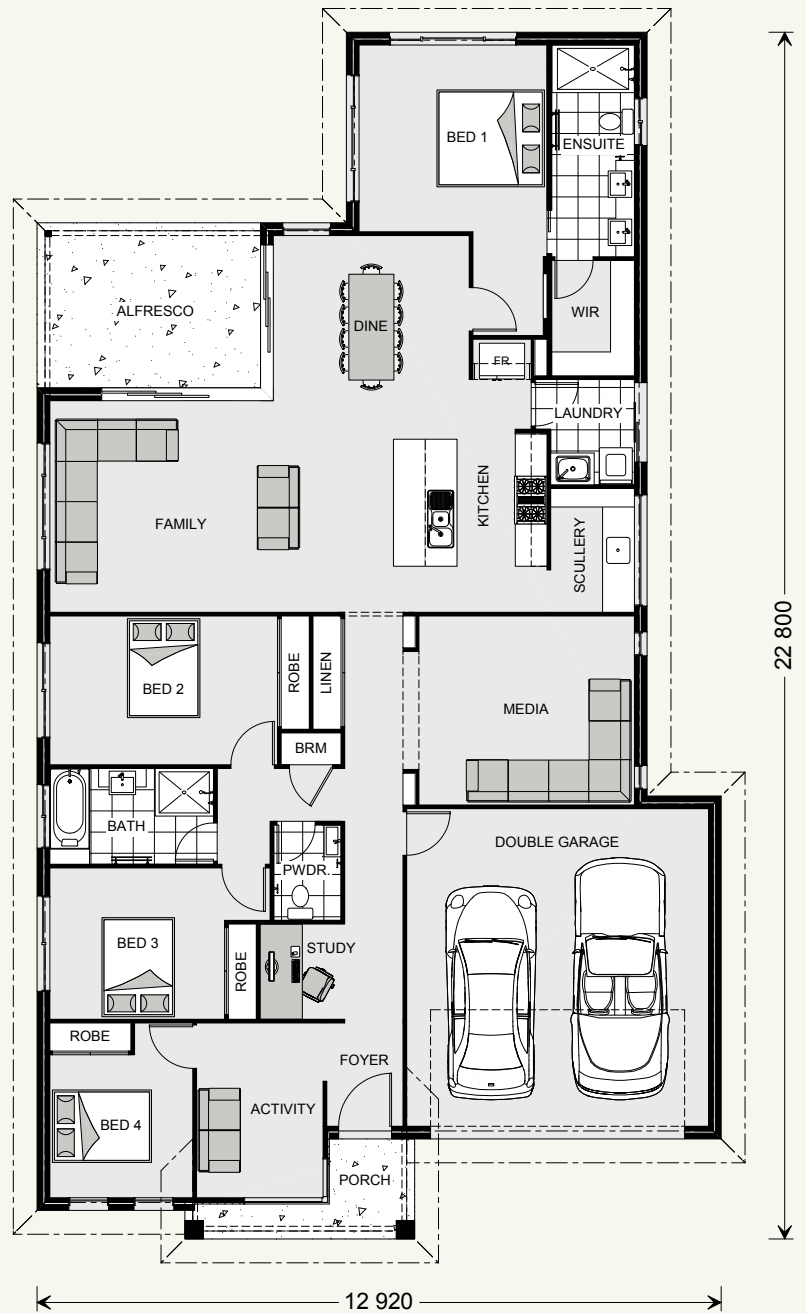 BED 1
ENSUITE
WIR
ALFRESCO
DINE
FR
LAUNDRY
KITCHEN
SCULLERY
FAMILY
22 800
BED 2
ROBE
LINEN
BRM
MEDIA
BATH
PWDR.
DOUBLE GARAGE
BED 3
ROBE
STUDY
ROBE
FOYER
BED 4
ACTIVITY
PORCH
12 920